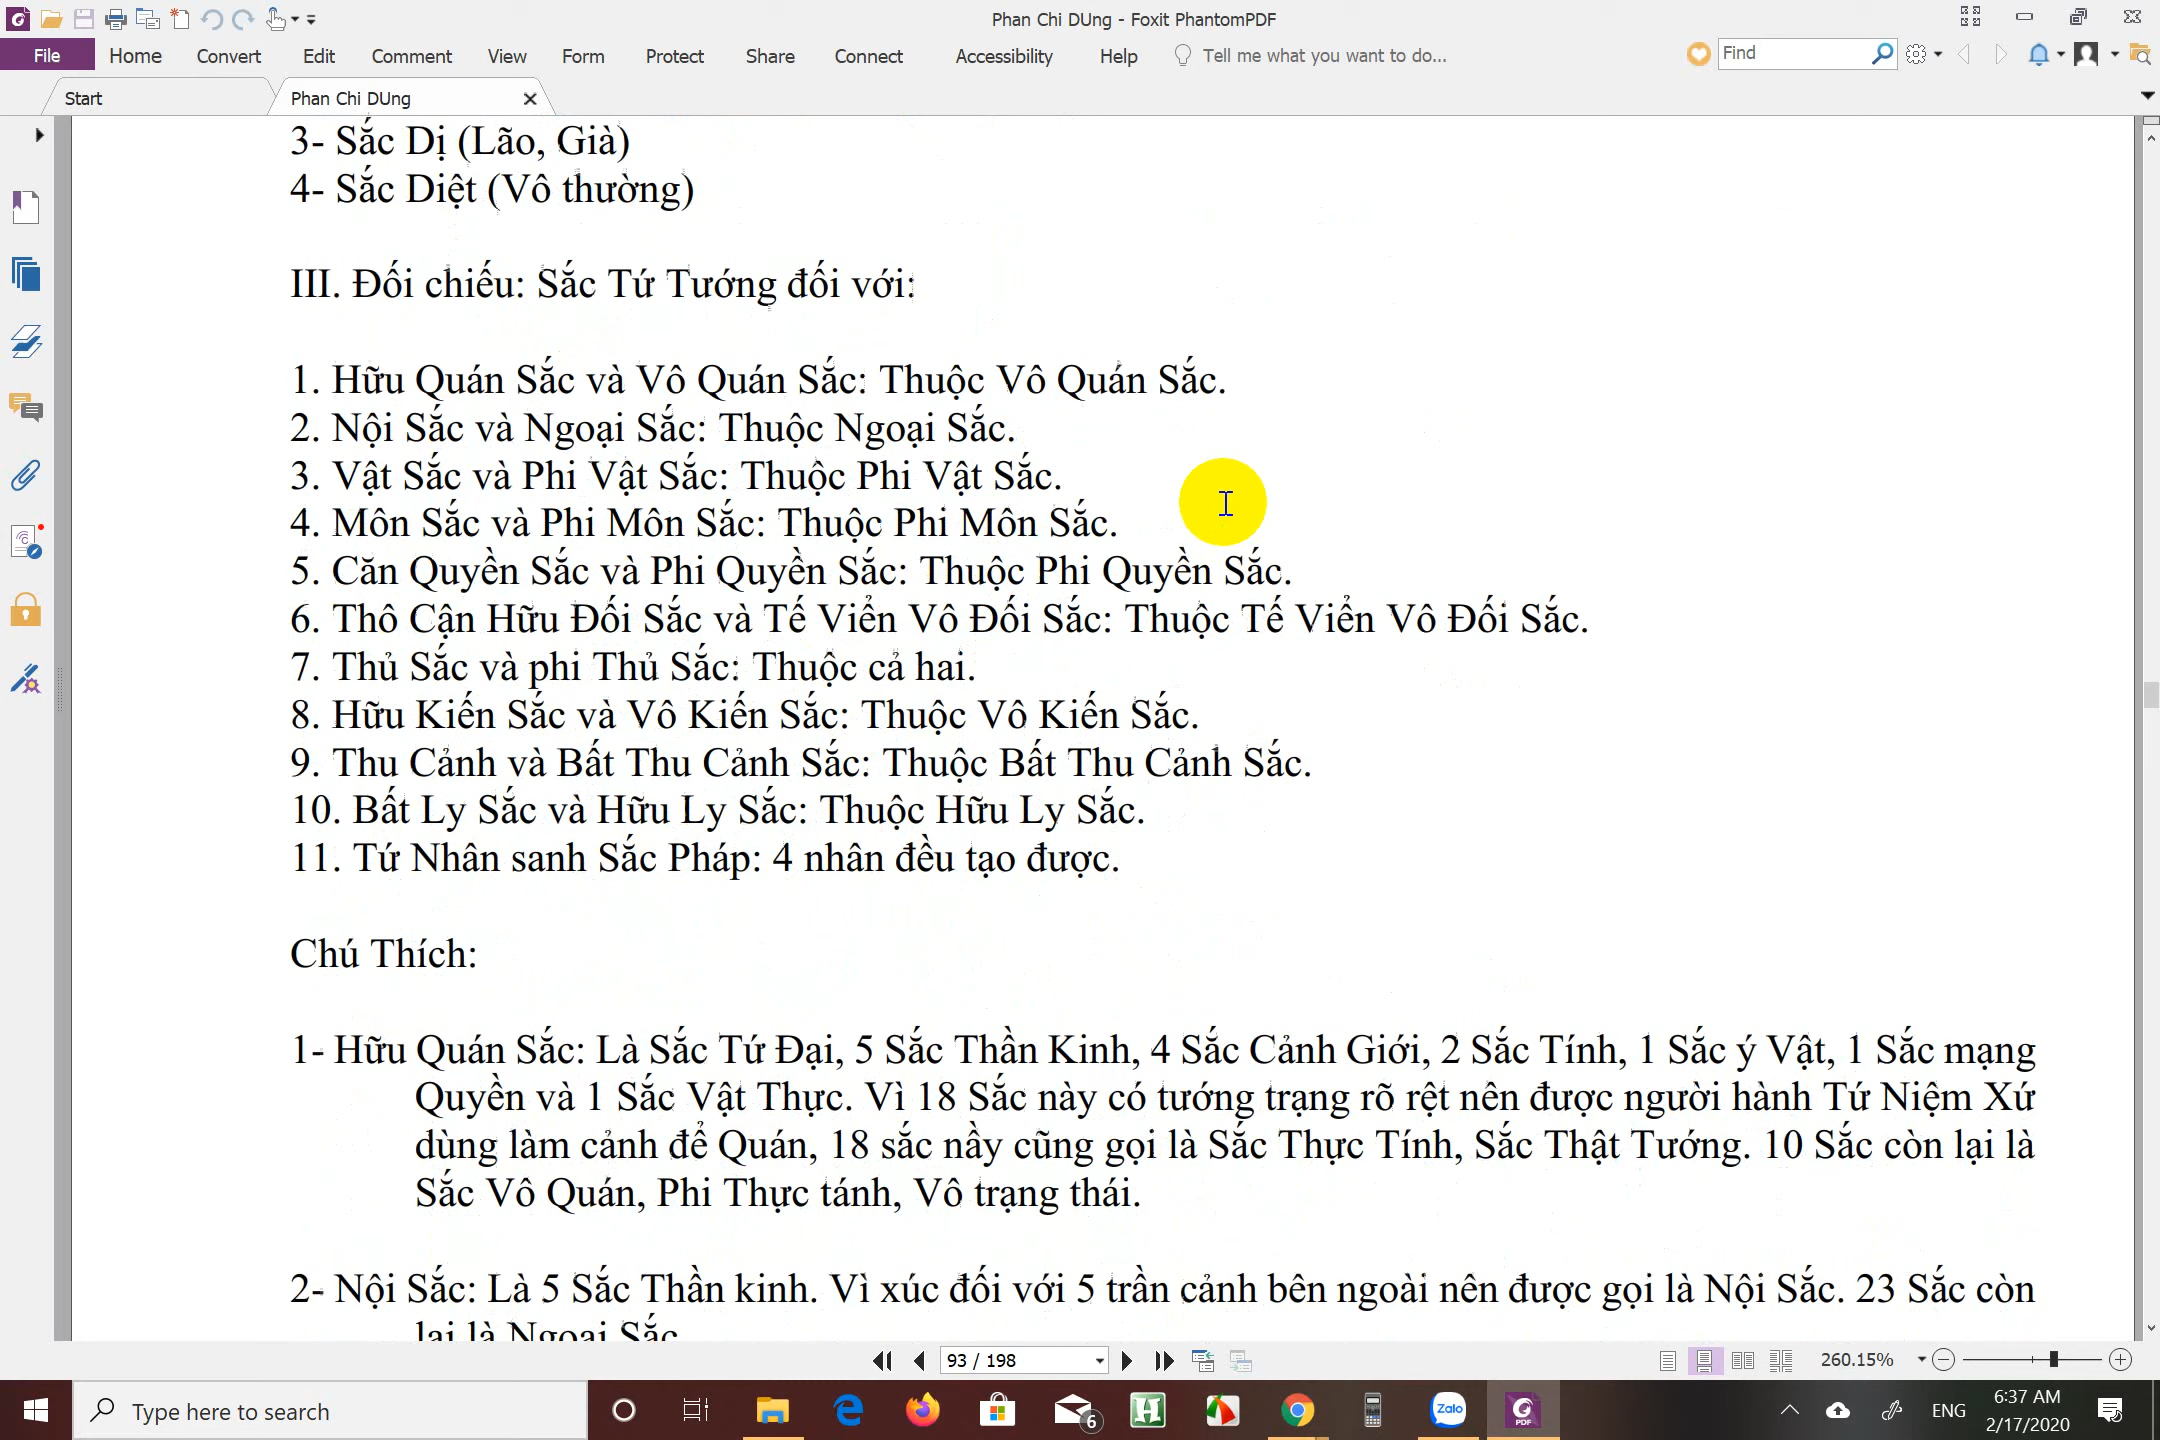 Phan Chi DUng - Foxit PhantomPDF
File Home Convert Edit Comment View Form Protect Share Connect Accessibility Help Tell me what you want to do... Find
Start Phan Chi DUng
3- Sắc Dị (Lão, Già)
4- Sắc Diệt (Vô thường)
III. Đối chiếu: Sắc Tứ Tướng đối với:
1. Hữu Quán Sắc và Vô Quán Sắc: Thuộc Vô Quán Sắc.
2. Nội Sắc và Ngoại Sắc: Thuộc Ngoại Sắc.
3. Vật Sắc và Phi Vật Sắc: Thuộc Phi Vật Sắc.
4. Môn Sắc và Phi Môn Sắc: Thuộc Phi Môn Sắc.
5. Căn Quyền Sắc và Phi Quyền Sắc: Thuộc Phi Quyền Sắc.
6. Thô Cận Hữu Đối Sắc và Tế Viển Vô Đối Sắc: Thuộc Tế Viển Vô Đối Sắc.
7. Thủ Sắc và phi Thủ Sắc: Thuộc cả hai.
8. Hữu Kiến Sắc và Vô Kiến Sắc: Thuộc Vô Kiến Sắc.
9. Thu Cảnh và Bất Thu Cảnh Sắc: Thuộc Bất Thu Cảnh Sắc.
10. Bất Ly Sắc và Hữu Ly Sắc: Thuộc Hữu Ly Sắc.
11. Tứ Nhân sanh Sắc Pháp: 4 nhân đều tạo được.
Chú Thích:
1- Hữu Quán Sắc: Là Sắc Tứ Đại, 5 Sắc Thần Kinh, 4 Sắc Cảnh Giới, 2 Sắc Tính, 1 Sắc ý Vật, 1 Sắc mạng
Quyền và 1 Sắc Vật Thực. Vì 18 Sắc này có tướng trạng rõ rệt nên được người hành Tứ Niệm Xứ
dùng làm cảnh để Quán, 18 sắc nầy cũng gọi là Sắc Thực Tính, Sắc Thật Tướng. 10 Sắc còn lại là
Sắc Vô Quán, Phi Thực tánh, Vô trạng thái.
2- Nội Sắc: Là 5 Sắc Thần kinh. Vì xúc đối với 5 trần cảnh bên ngoài nên được gọi là Nội Sắc. 23 Sắc còn
lại là Ngoại Sắc
93 / 198 260.15%
Type here to search 6 Zalo PDF ENG 6:37 AM
2/17/2020